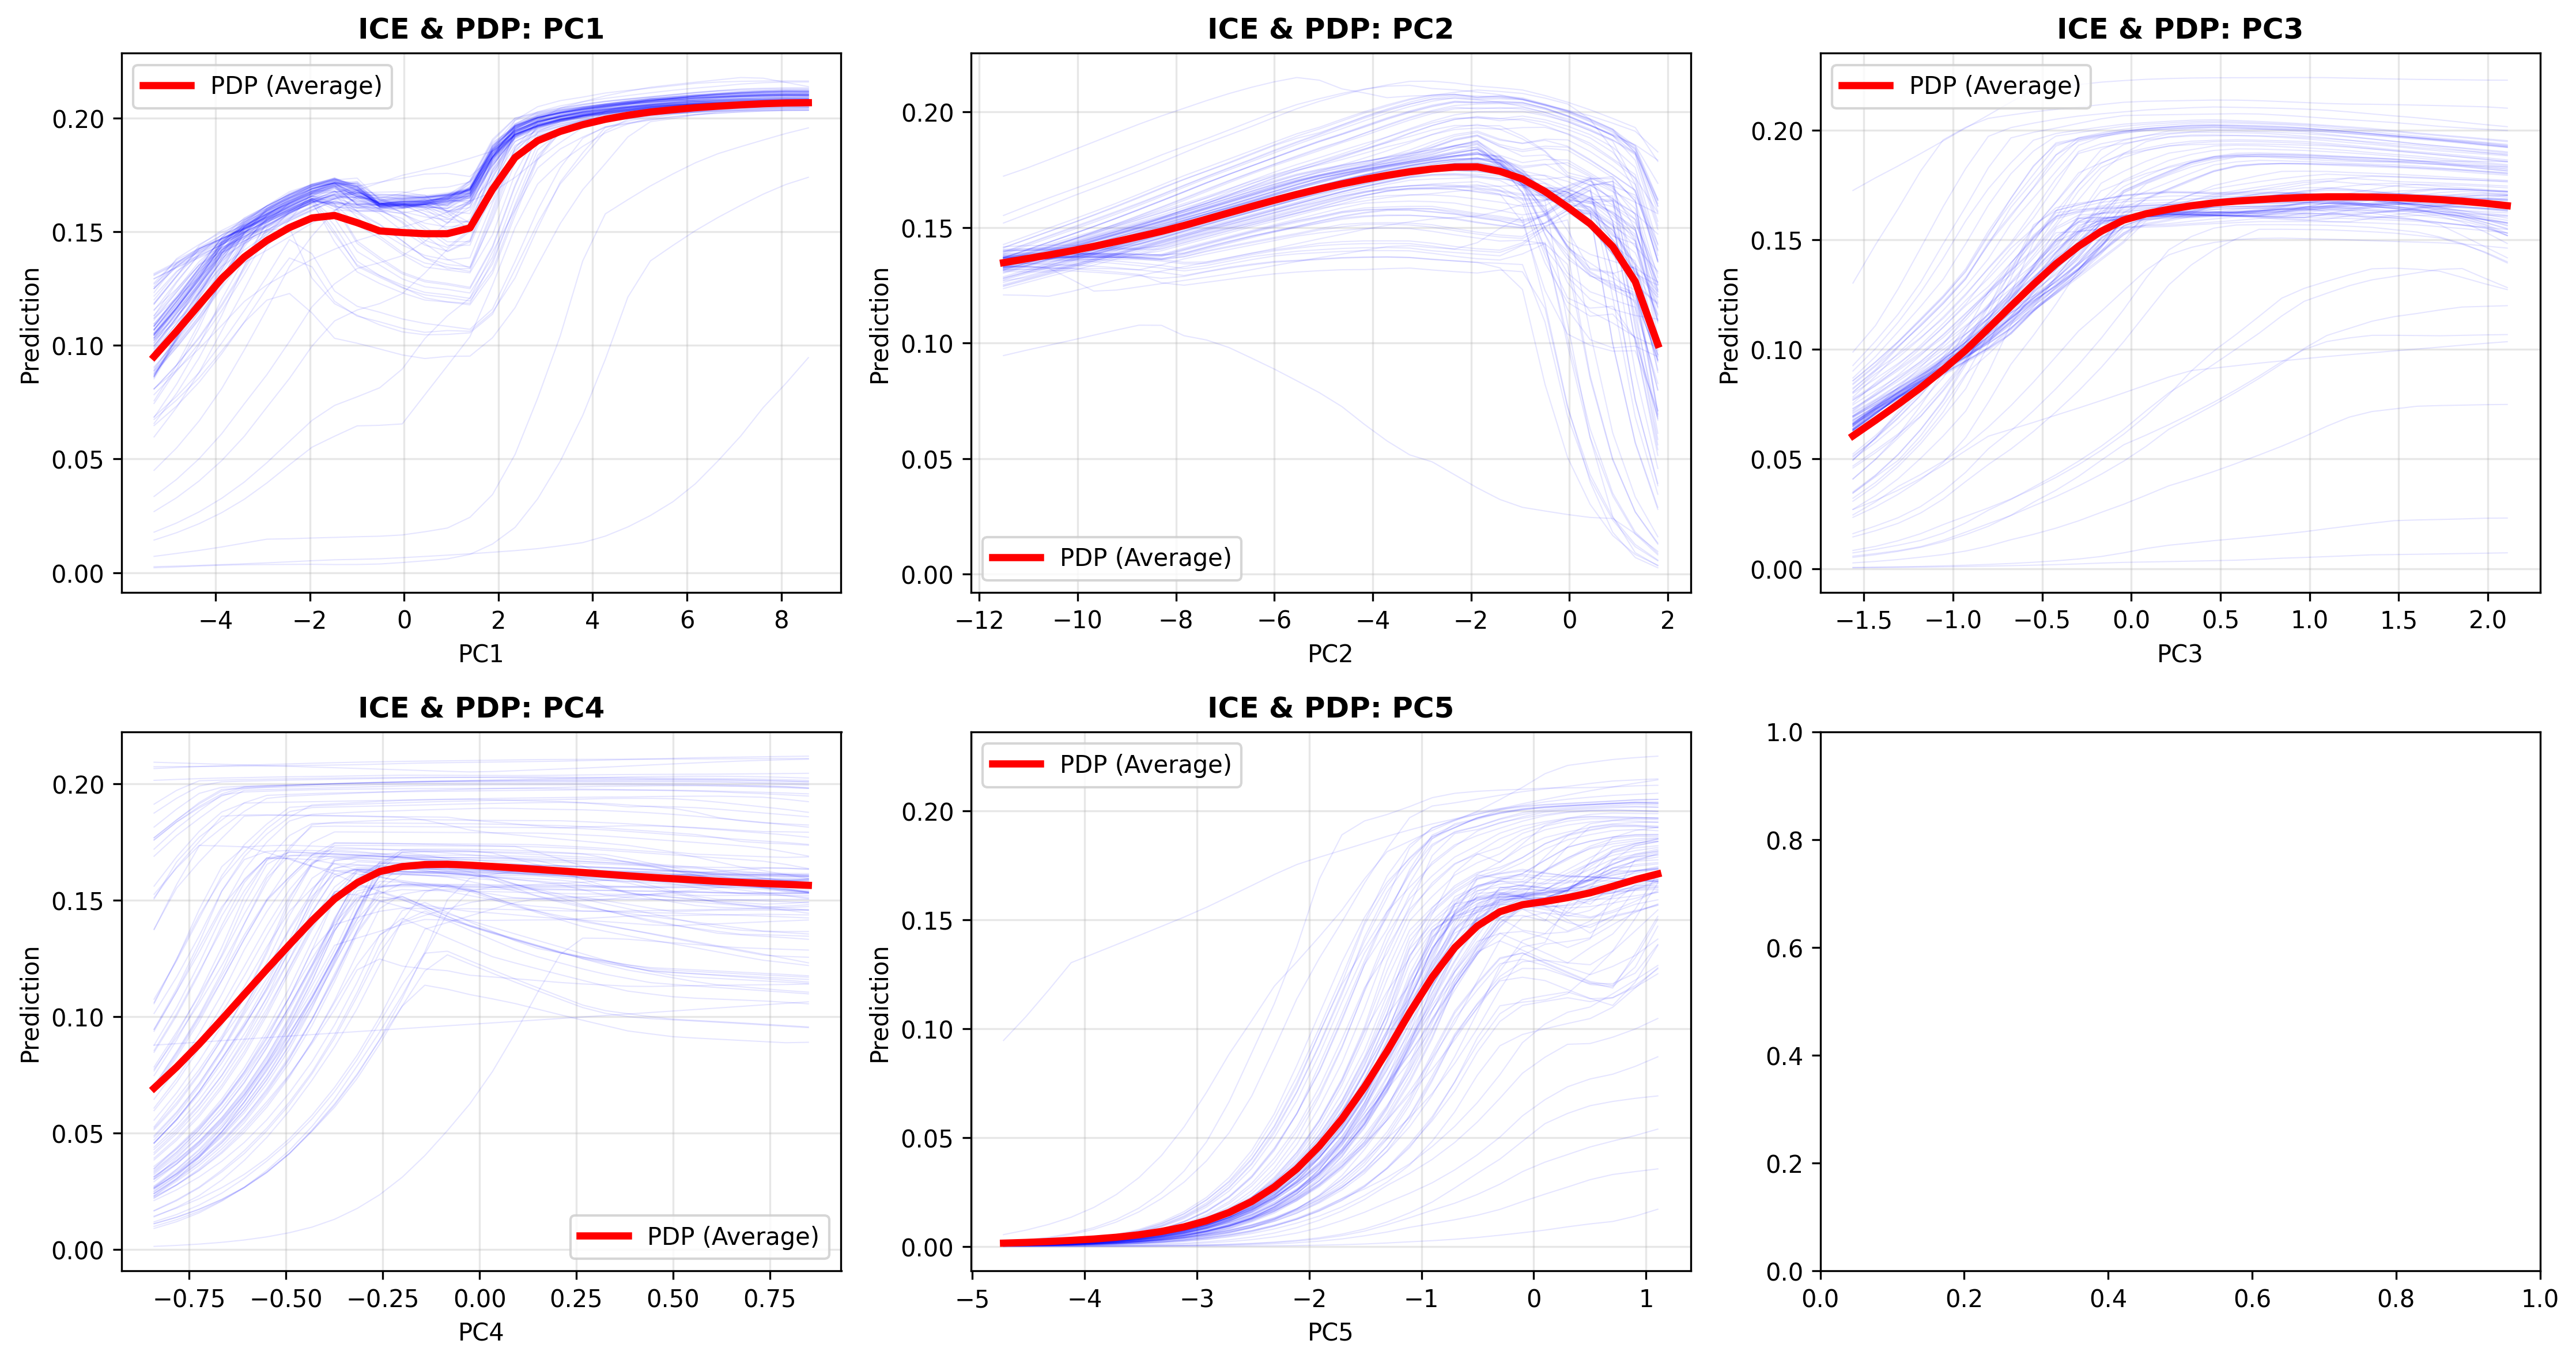 ICE & PDP: PC1
PDP (Average)
0.20
0.15
0.10
0.05
0.00
Prediction
−4 −2 0 2 4 6 8
PC1
ICE & PDP: PC2
0.20
0.15
0.10
0.05
0.00
Prediction
PDP (Average)
−12 −10 −8 −6 −4 −2 0 2
PC2
ICE & PDP: PC3
PDP (Average)
0.20
0.15
0.10
0.05
0.00
Prediction
−1.5 −1.0 −0.5 0.0 0.5 1.0 1.5 2.0
PC3
ICE & PDP: PC4
0.20
0.15
0.10
0.05
0.00
Prediction
PDP (Average)
−0.75 −0.50 −0.25 0.00 0.25 0.50 0.75
PC4
ICE & PDP: PC5
PDP (Average)
0.20
0.15
0.10
0.05
0.00
Prediction
−5 −4 −3 −2 −1 0 1
PC5
1.0
0.8
0.6
0.4
0.2
0.0
0.0 0.2 0.4 0.6 0.8 1.0